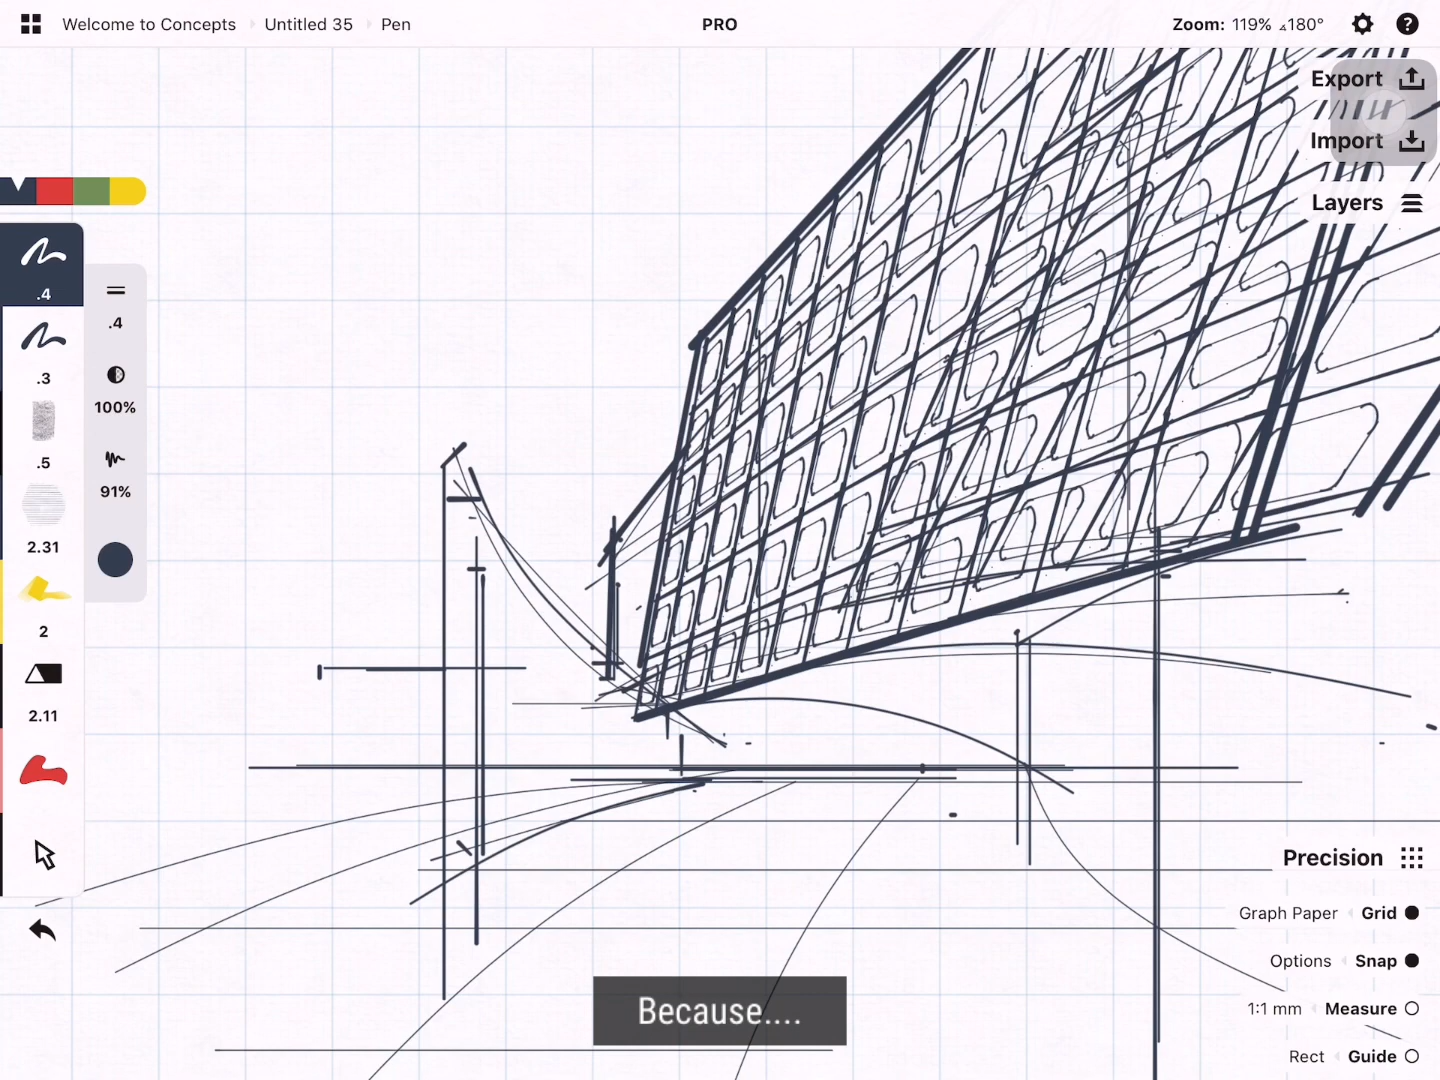 Welcome to Concepts Untitled 35 Pen
PRO
Zoom: 119% ∡180°
Export
Import
Layers
.4
.3
.5
2.31
2
2.11
.4
100%
91%
Precision
Graph Paper Grid
Options Snap
1:1 mm Measure
Rect Guide
Because....